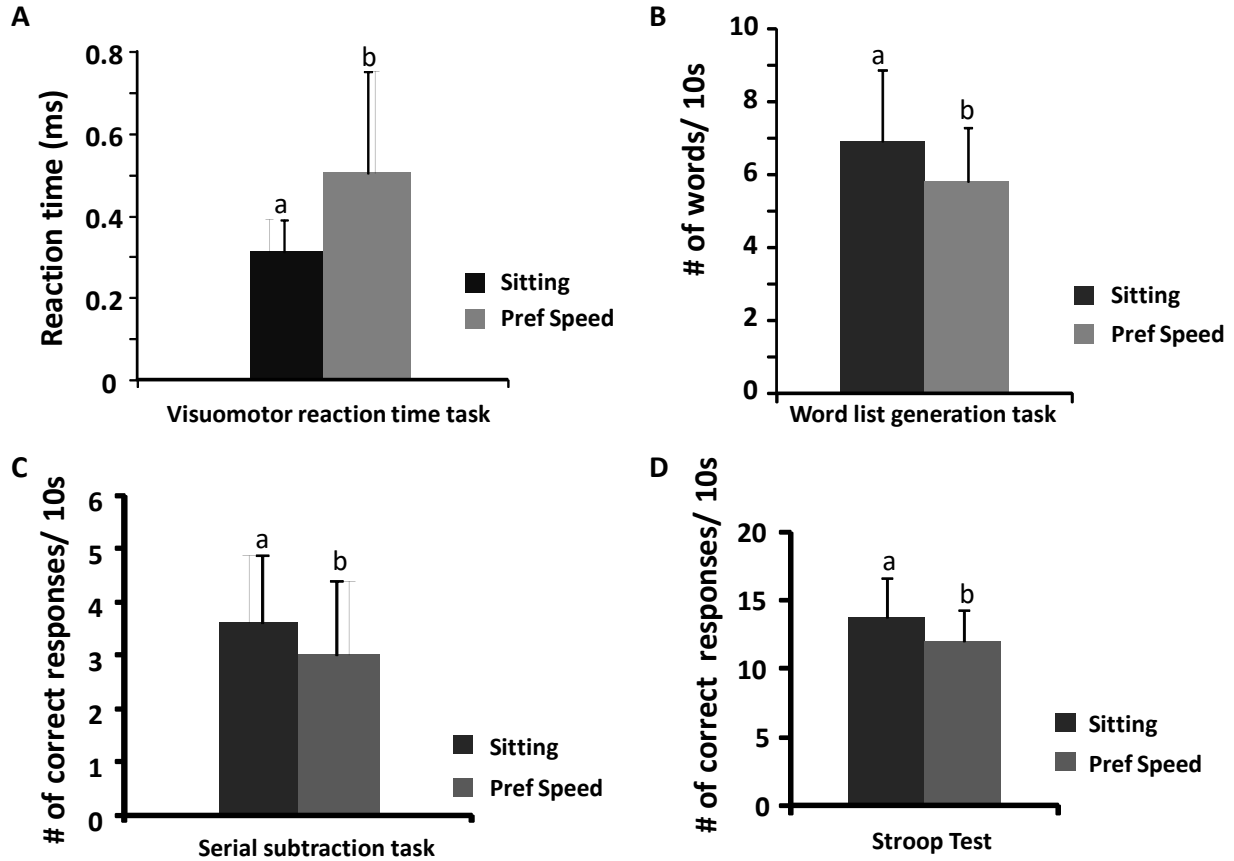 A
Reaction time (ms)
0.8
0.6
0.4
0.2
0
a
b
Sitting
Pref Speed
Visuomotor reaction time task
B
# of words/ 10s
10
8
6
4
2
0
a
b
Sitting
Pref Speed
Word list generation task
C
# of correct responses/ 10s
6
5
4
3
2
1
0
a
b
Sitting
Pref Speed
Serial subtraction task
D
# of correct responses/ 10s
20
15
10
5
0
a
b
Sitting
Pref Speed
Stroop Test